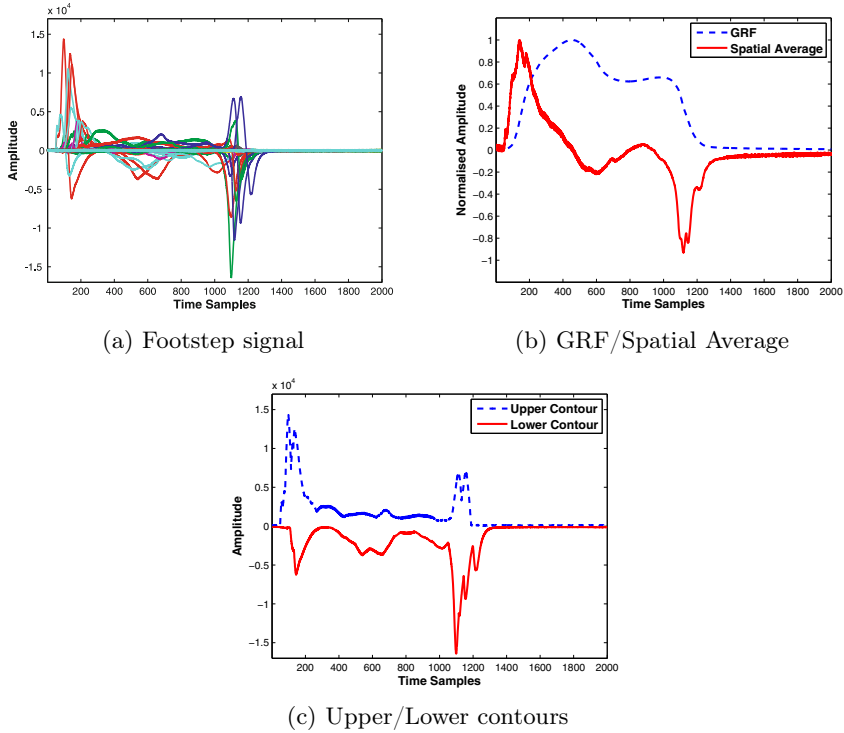 x 10⁴
1.5
1
0.5
0
-0.5
-1
-1.5
Amplitude
200 400 600 800 1000 1200 1400 1600 1800 2000
Time Samples
(a) Footstep signal
GRF
Spatial Average
1
0.8
0.6
0.4
0.2
0
-0.2
-0.4
-0.6
-0.8
-1
Normalised Amplitude
200 400 600 800 1000 1200 1400 1600 1800 2000
Time Samples
(b) GRF/Spatial Average
x 10⁴
Upper Contour
Lower Contour
1.5
1
0.5
0
−0.5
−1
−1.5
Amplitude
200 400 600 800 1000 1200 1400 1600 1800 2000
Time Samples
(c) Upper/Lower contours